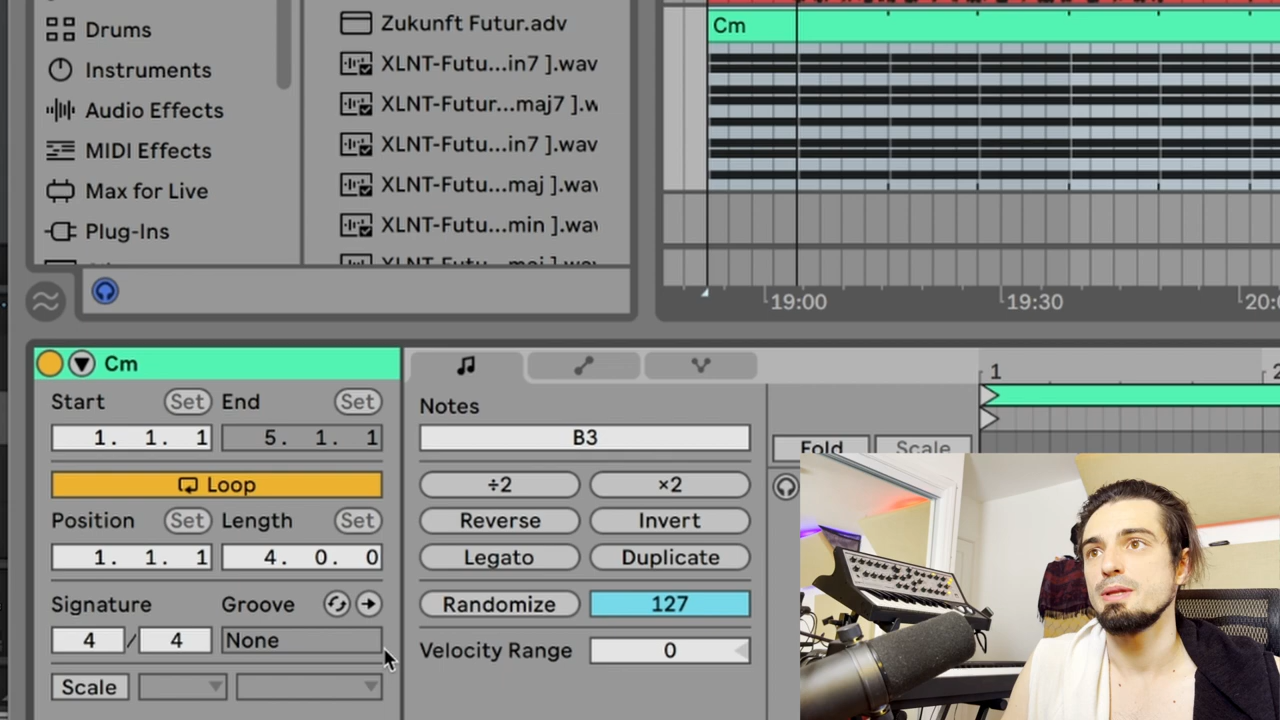 Drums
Instruments
Audio Effects
MIDI Effects
Max for Live
Plug-Ins
Zukunft Futur.adv
XLNT-Futu...in7 ].wav
XLNT-Futur...maj7 ].w
XLNT-Futu...in7 ].wav
XLNT-Futu...maj ].wav
XLNT-Futu...min ].wav
Cm
19:00
19:30
20:
Cm
Start Set End Set
1. 1. 1 5. 1. 1
Loop
Position Set Length Set
1. 1. 1 4. 0. 0
Signature Groove
4 / 4 None
Scale
Notes
B3
÷2 ×2
Reverse Invert
Legato Duplicate
Randomize 127
Velocity Range 0
1 2
Fold Scale